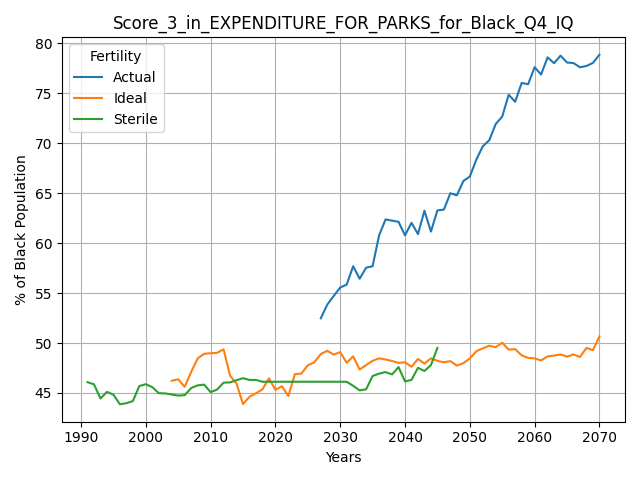 Score_3_in_EXPENDITURE_FOR_PARKS_for_Black_Q4_IQ
Fertility
Actual
Ideal
Sterile
% of Black Population
80
75
70
65
60
55
50
45
1990 2000 2010 2020 2030 2040 2050 2060 2070
Years